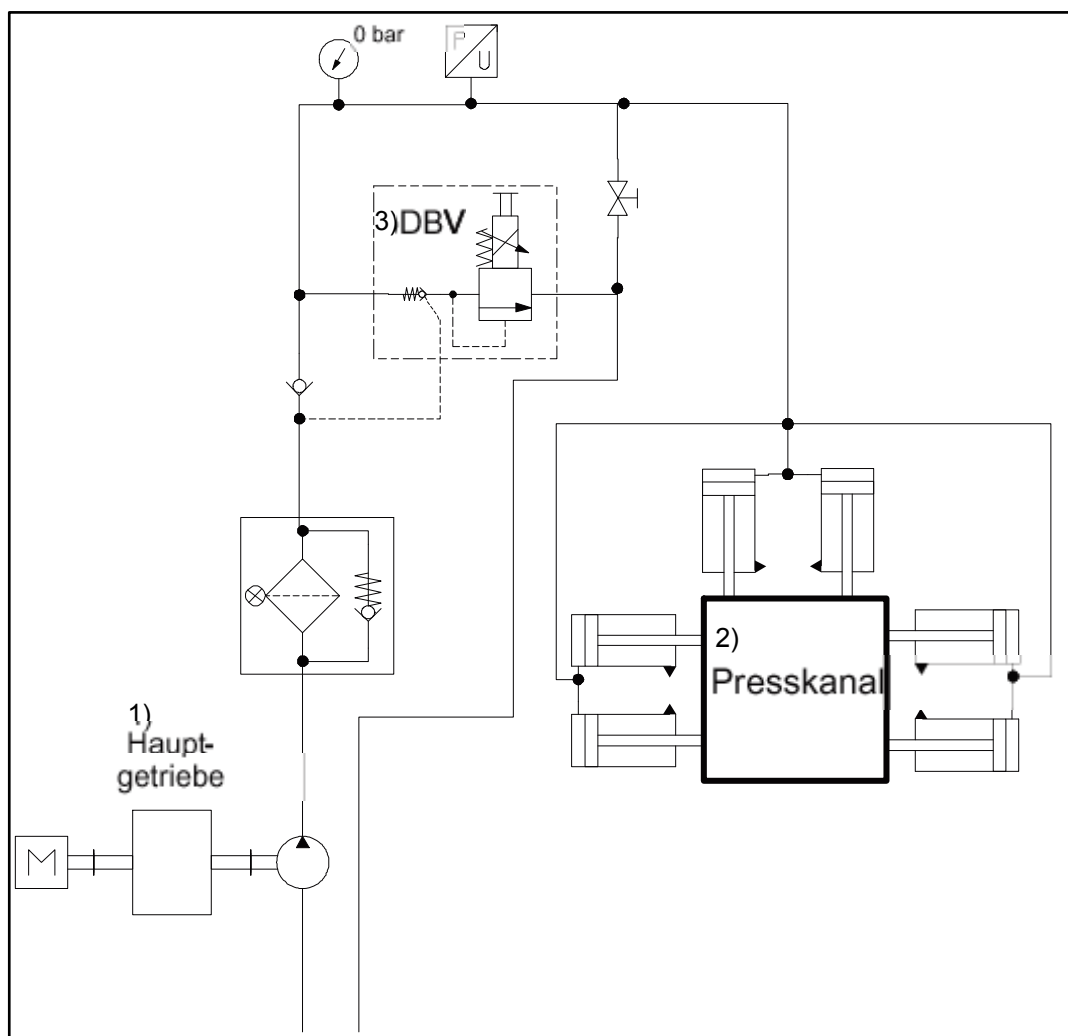 0 bar
P
U
3)DBV
2)
Presskanal
1)
Haupt-
getriebe
M